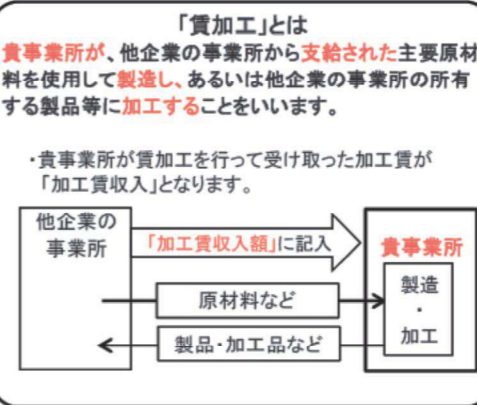 「賃加工」とは
貴事業所が、他企業の事業所から支給された主要原材
料を使用して製造し、あるいは他企業の事業所の所有
する製品等に加工することをいいます。
・貴事業所が賃加工を行って受け取った加工賃が
「加工賃収入」となります。
他企業の
事業所
「加工賃収入額」に記入
貴事業所
原材料など
製造
・
加工
製品・加工品など